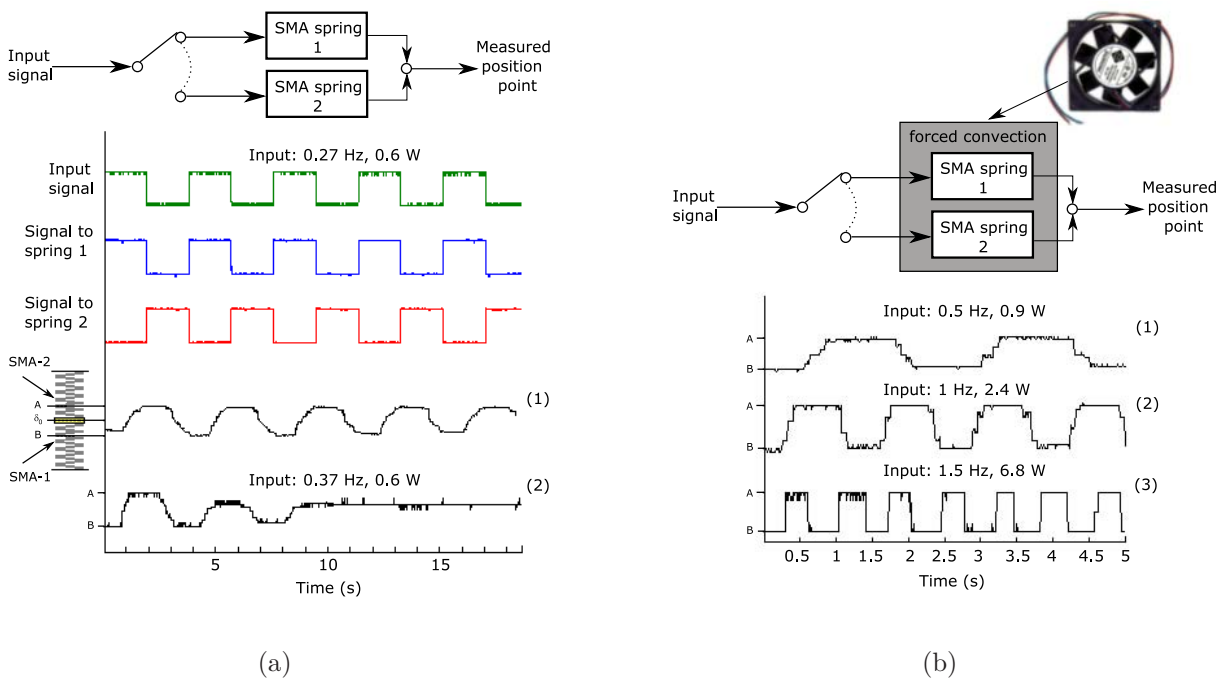 Input
signal
SMA spring
1
SMA spring
2
Measured
position
point
Input: 0.27 Hz, 0.6 W
Input
signal
Signal to
spring 1
Signal to
spring 2
SMA-2
A
δ₀
B
SMA-1
(1)
Input: 0.37 Hz, 0.6 W
(2)
A
B
5
10
15
Time (s)
(a)
forced convection
Input
signal
SMA spring
1
SMA spring
2
Measured
position
point
Input: 0.5 Hz, 0.9 W
(1)
A
B
Input: 1 Hz, 2.4 W
(2)
A
B
Input: 1.5 Hz, 6.8 W
(3)
A
B
0.5 1 1.5 2 2.5 3 3.5 4 4.5 5
Time (s)
(b)